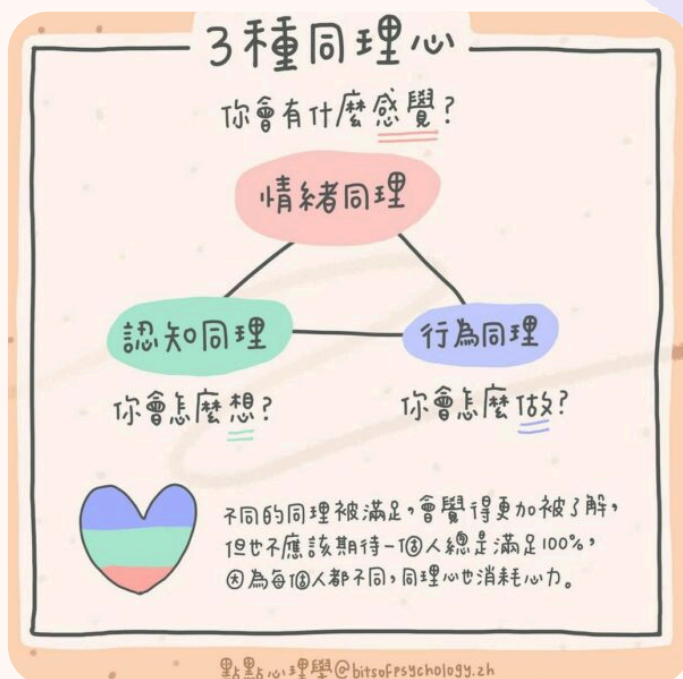 3種同理心
你會有什麼感覺?
情緒同理
認知同理
行為同理
你會怎麼想?
你會怎麼做?
不同的同理被滿足,會覺得更加被了解,
但也不應該期待一個人總是滿足100%,
因為每個人都不同,同理心也消耗心力。
點點心理學@bitsofpsychology.zh